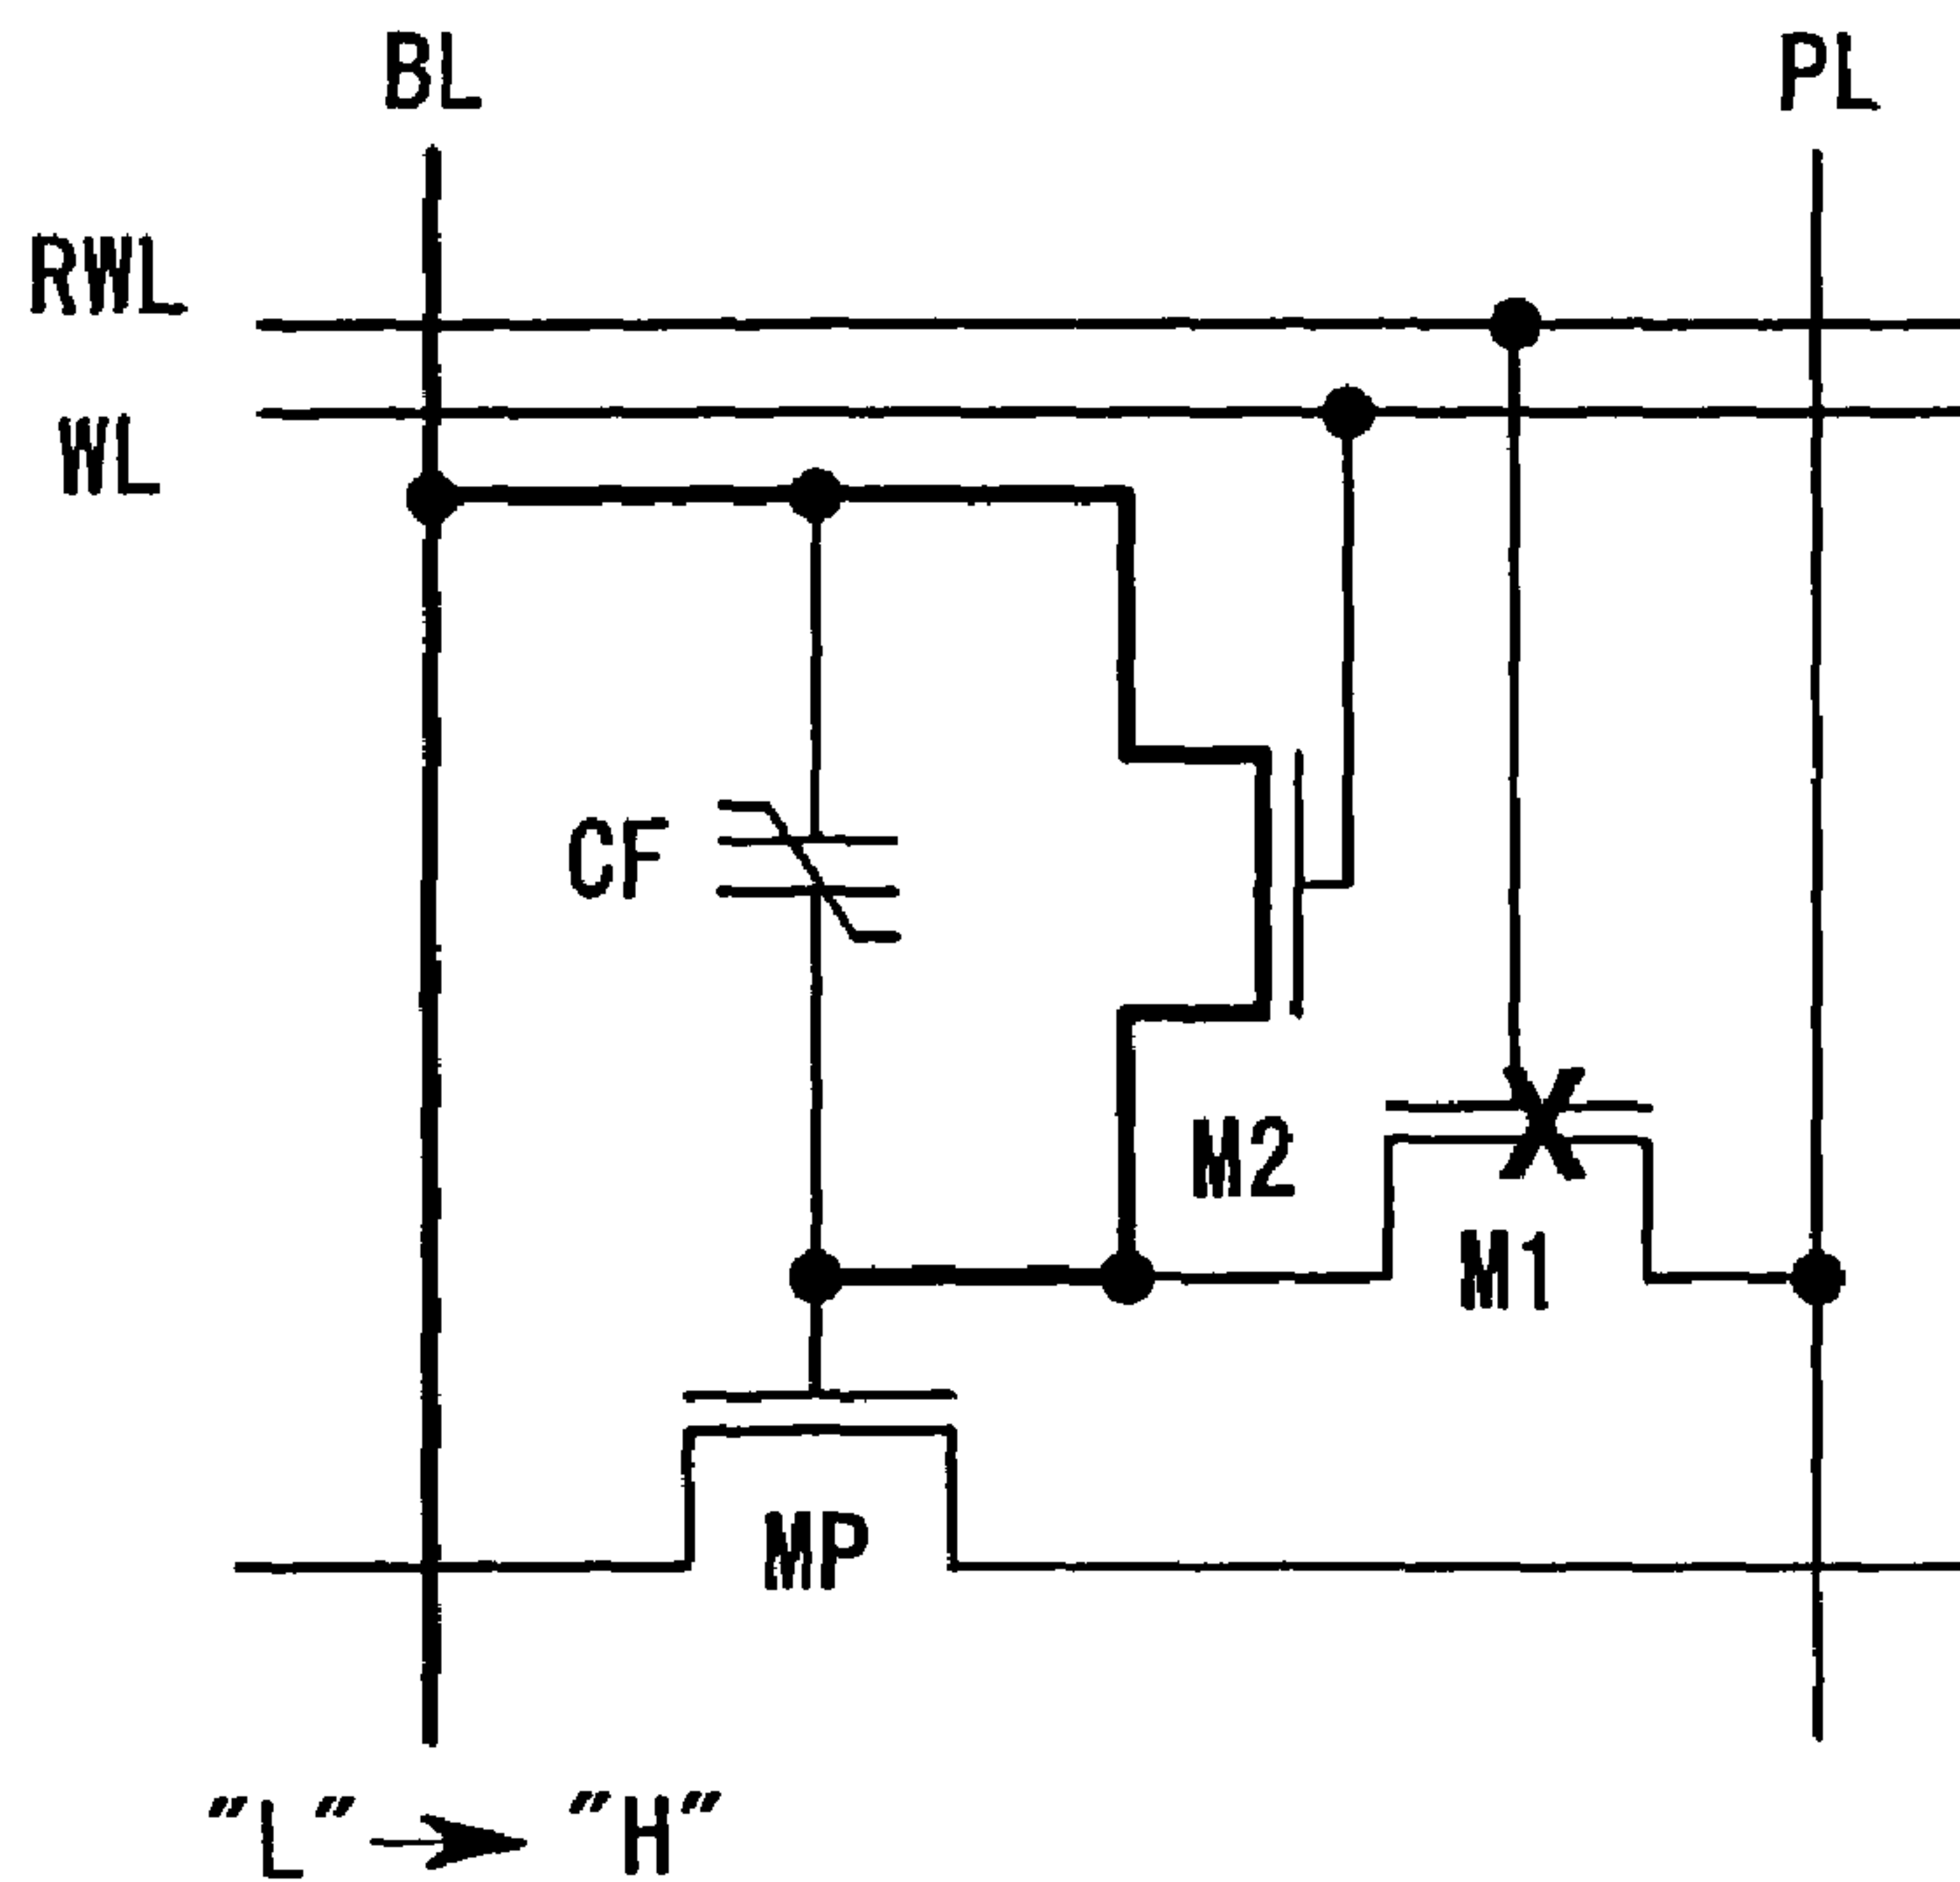 BL PL
RWL
WL
CF
M2
M1
MP
"L" → "H"